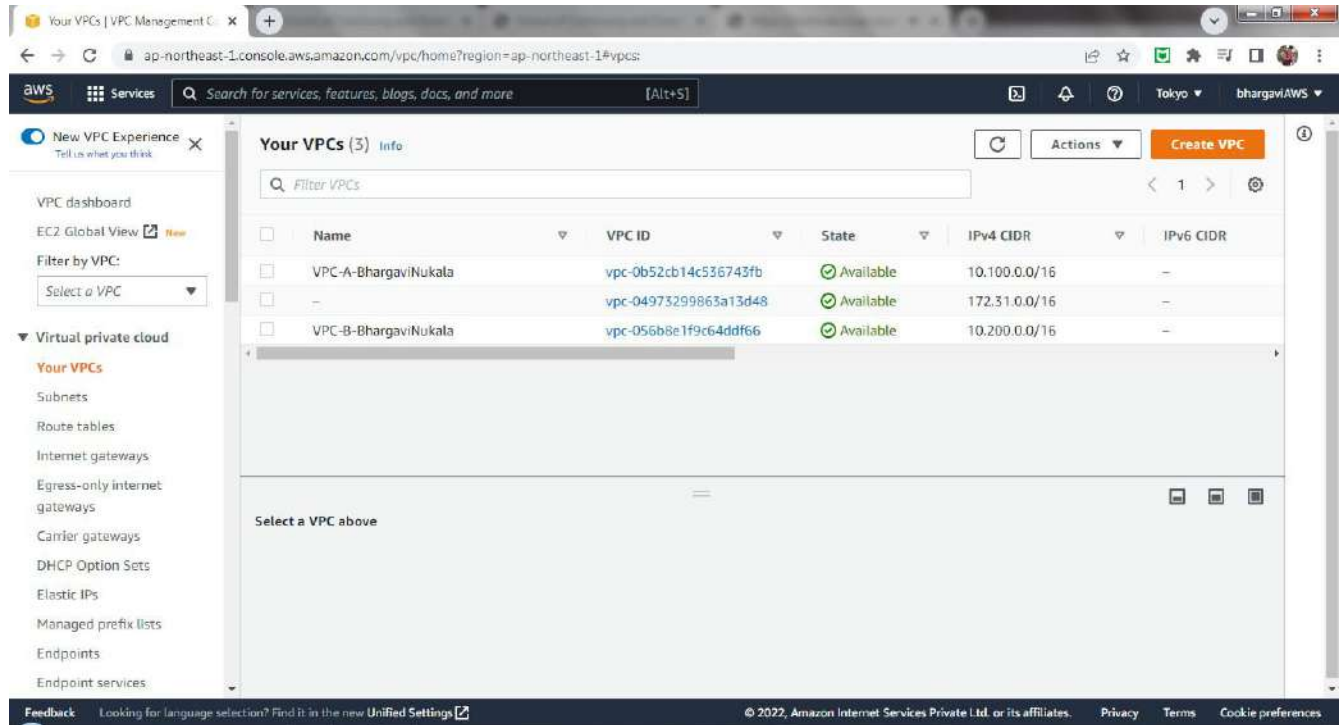 Your VPCs | VPC Management C
ap-northeast-1.console.aws.amazon.com/vpc/home?region=ap-northeast-1#vpcs:
aws Services Search for services, features, blogs, docs, and more [Alt+S] Tokyo bhargaviAWS
New VPC Experience
Tell us what you think
VPC dashboard
EC2 Global View New
Filter by VPC:
Select a VPC
Virtual private cloud
Your VPCs
Subnets
Route tables
Internet gateways
Egress-only internet
gateways
Carrier gateways
DHCP Option Sets
Elastic IPs
Managed prefix lists
Endpoints
Endpoint services
Your VPCs (3) Info
Actions Create VPC
Filter VPCs
1
Name VPC ID State IPv4 CIDR IPv6 CIDR
VPC-A-BhargaviNukala vpc-0b52cb14c536743fb Available 10.100.0.0/16 –
– vpc-04973299863a13d48 Available 172.31.0.0/16 –
VPC-B-BhargaviNukala vpc-056b8e1f9c64ddf66 Available 10.200.0.0/16 –
Select a VPC above
Feedback Looking for language selection? Find it in the new Unified Settings © 2022, Amazon Internet Services Private Ltd. or its affiliates. Privacy Terms Cookie preferences